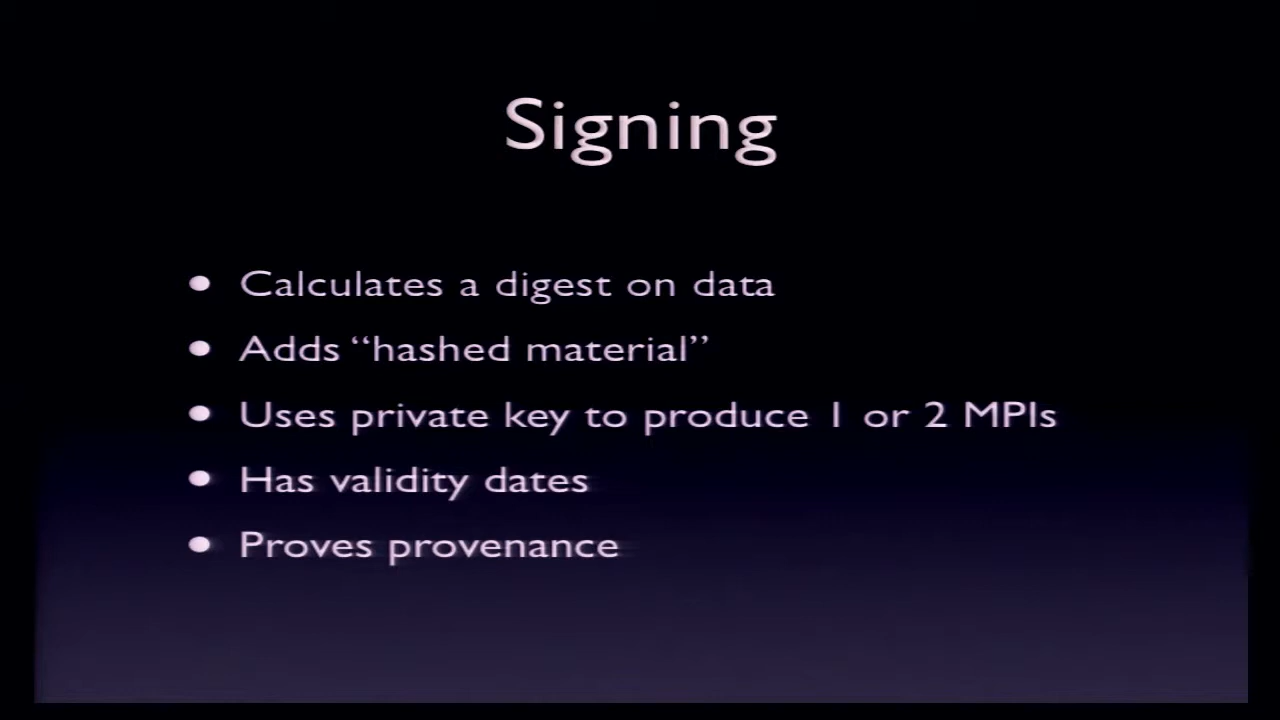 Signing
• Calculates a digest on data
• Adds “hashed material”
• Uses private key to produce 1 or 2 MPIs
• Has validity dates
• Proves provenance